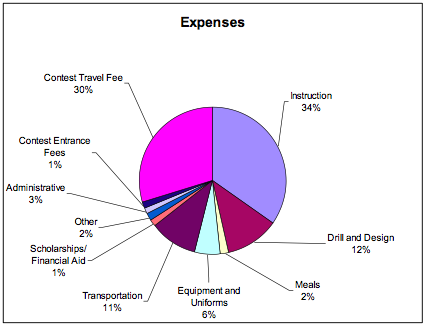 Expenses
Contest Travel Fee
30%
Instruction
34%
Contest Entrance
Fees
1%
Administrative
3%
Other
2%
Scholarships/
Financial Aid
1%
Transportation
11%
Equipment and
Uniforms
6%
Meals
2%
Drill and Design
12%